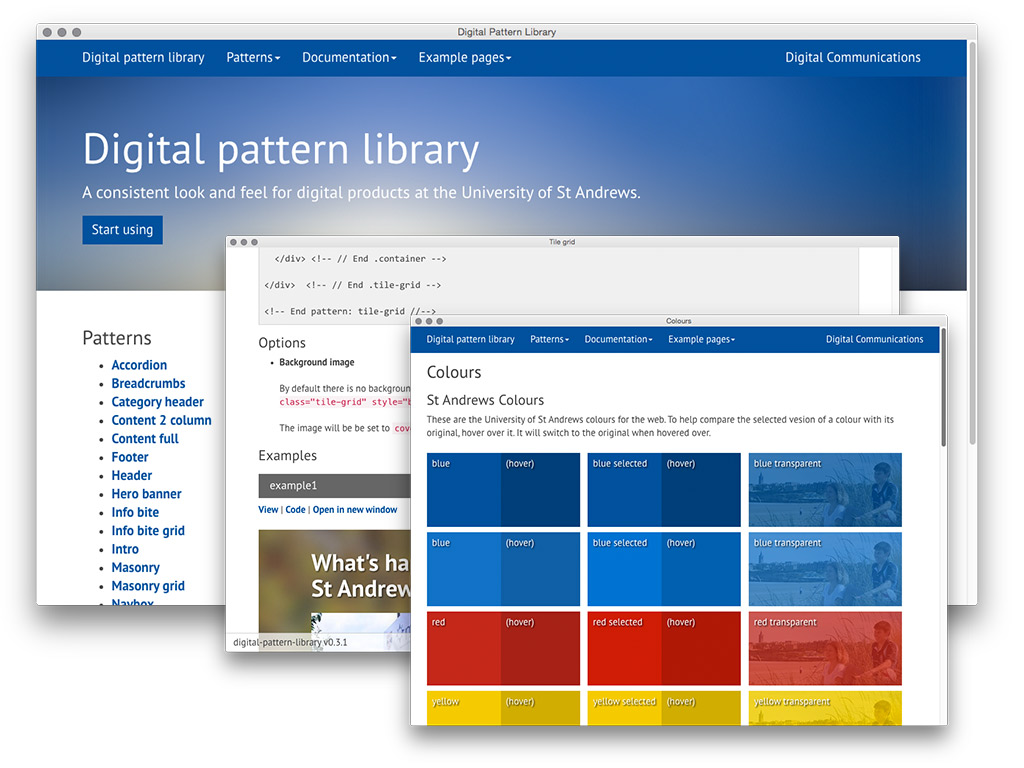 Digital Pattern Library
Digital pattern library Patterns Documentation Example pages Digital Communications
Digital pattern library
A consistent look and feel for digital products at the University of St Andrews.
Start using
Patterns
Accordion
Breadcrumbs
Category header
Content 2 column
Content full
Footer
Header
Hero banner
Info bite
Info bite grid
Intro
Masonry
Masonry grid
Navbox
Tile grid
</div> <!-- // End .container -->
</div> <!-- // End .tile-grid -->
<!-- End pattern: tile-grid //-->
Options
Background image
By default there is no backgroun
class="tile-grid" style="b
The image will be be set to cov
Examples
example1
View | Code | Open in new window
What's ha
St Andrew
digital-pattern-library v0.3.1
Colours
Digital pattern library Patterns Documentation Example pages Digital Communications
Colours
St Andrews Colours
These are the University of St Andrews colours for the web. To help compare the selected vesion of a colour with its
original, hover over it. It will switch to the original when hovered over.
blue (hover) blue selected (hover) blue transparent
blue (hover) blue selected (hover) blue transparent
red (hover) red selected (hover) red transparent
yellow (hover) yellow selected (hover) yellow transparent